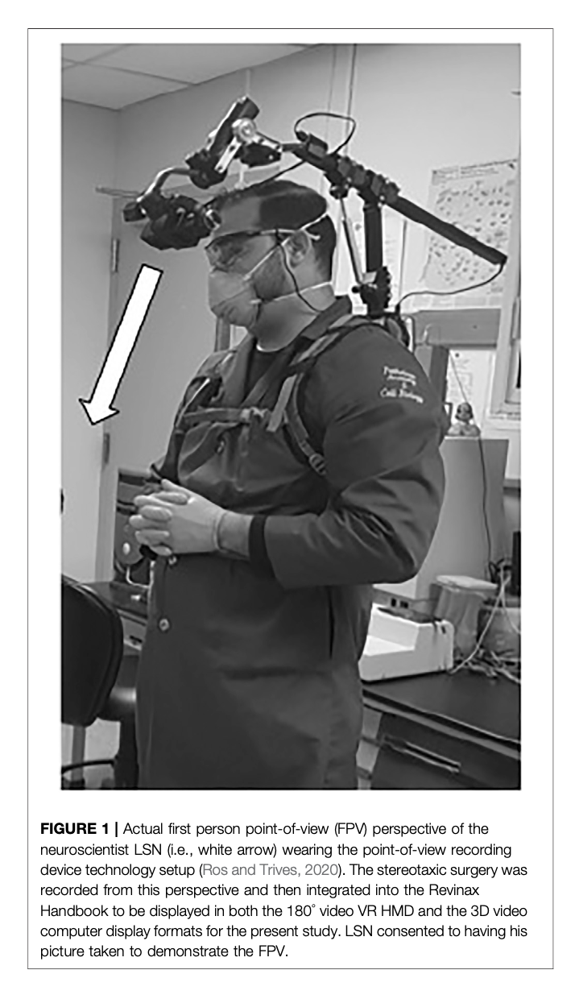 Cell Biology
FIGURE 1 | Actual first person point-of-view (FPV) perspective of the
neuroscientist LSN (i.e., white arrow) wearing the point-of-view recording
device technology setup (Ros and Trives, 2020). The stereotaxic surgery was
recorded from this perspective and then integrated into the Revinax
Handbook to be displayed in both the 180° video VR HMD and the 3D video
computer display formats for the present study. LSN consented to having his
picture taken to demonstrate the FPV.